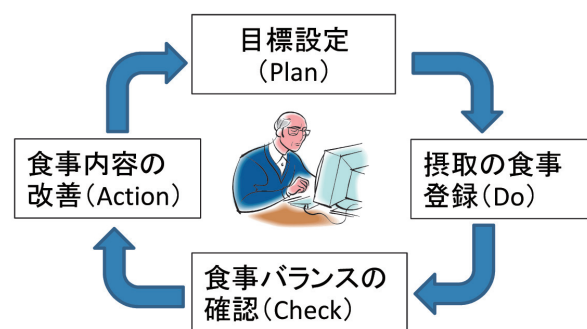 目標設定
(Plan)
摂取の食事
登録(Do)
食事バランスの
確認(Check)
食事内容の
改善(Action)